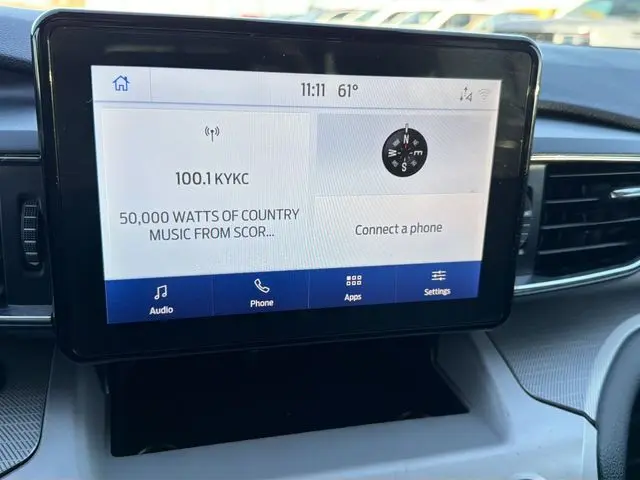 11:11 61°
100.1 KYKC
50,000 WATTS OF COUNTRY
MUSIC FROM SCOR...
N
W E
S
Connect a phone
Audio Phone Apps Settings